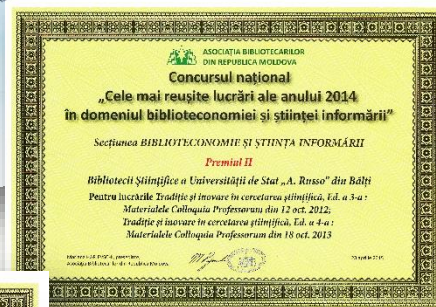 ASOCIAȚIA BIBLIOTECARILOR
DIN REPUBLICA MOLDOVA
Concursul național
„Cele mai reușite lucrări ale anului 2014
în domeniul biblioteconomiei și științei informării”
Secțiunea BIBLIOTECONOMIE ȘI ȘTIINȚA INFORMĂRII
Premiul II
Bibliotecii Științifice a Universității de Stat „A. Russo” din Bălți
Pentru lucrările Tradiție și inovare în cercetarea științifică, Ed. a 3-a :
Materialele Colloquia Professorum din 12 oct. 2012;
Tradiție și inovare în cercetarea științifică, Ed. a 4-a :
Materialele Colloquia Professorum din 18 oct. 2013